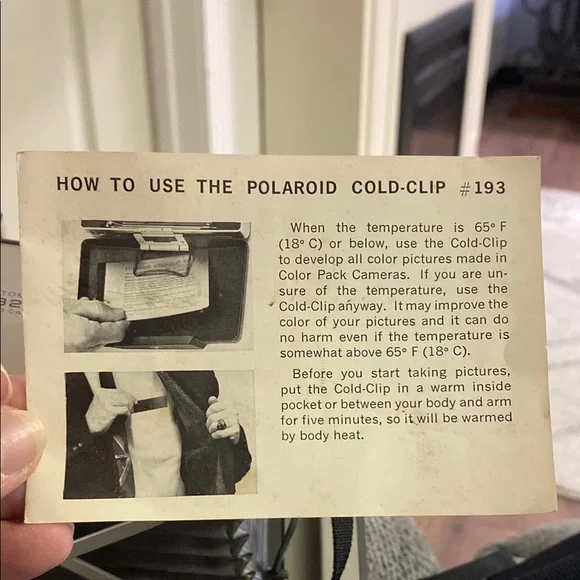 HOW TO USE THE POLAROID COLD-CLIP #193
When the temperature is 65° F
(18° C) or below, use the Cold-Clip
to develop all color pictures made in
Color Pack Cameras. If you are un-
sure of the temperature, use the
Cold-Clip anyway. It may improve the
color of your pictures and it can do
no harm even if the temperature is
somewhat above 65° F (18° C).
Before you start taking pictures,
put the Cold-Clip in a warm inside
pocket or between your body and arm
for five minutes, so it will be warmed
by body heat.